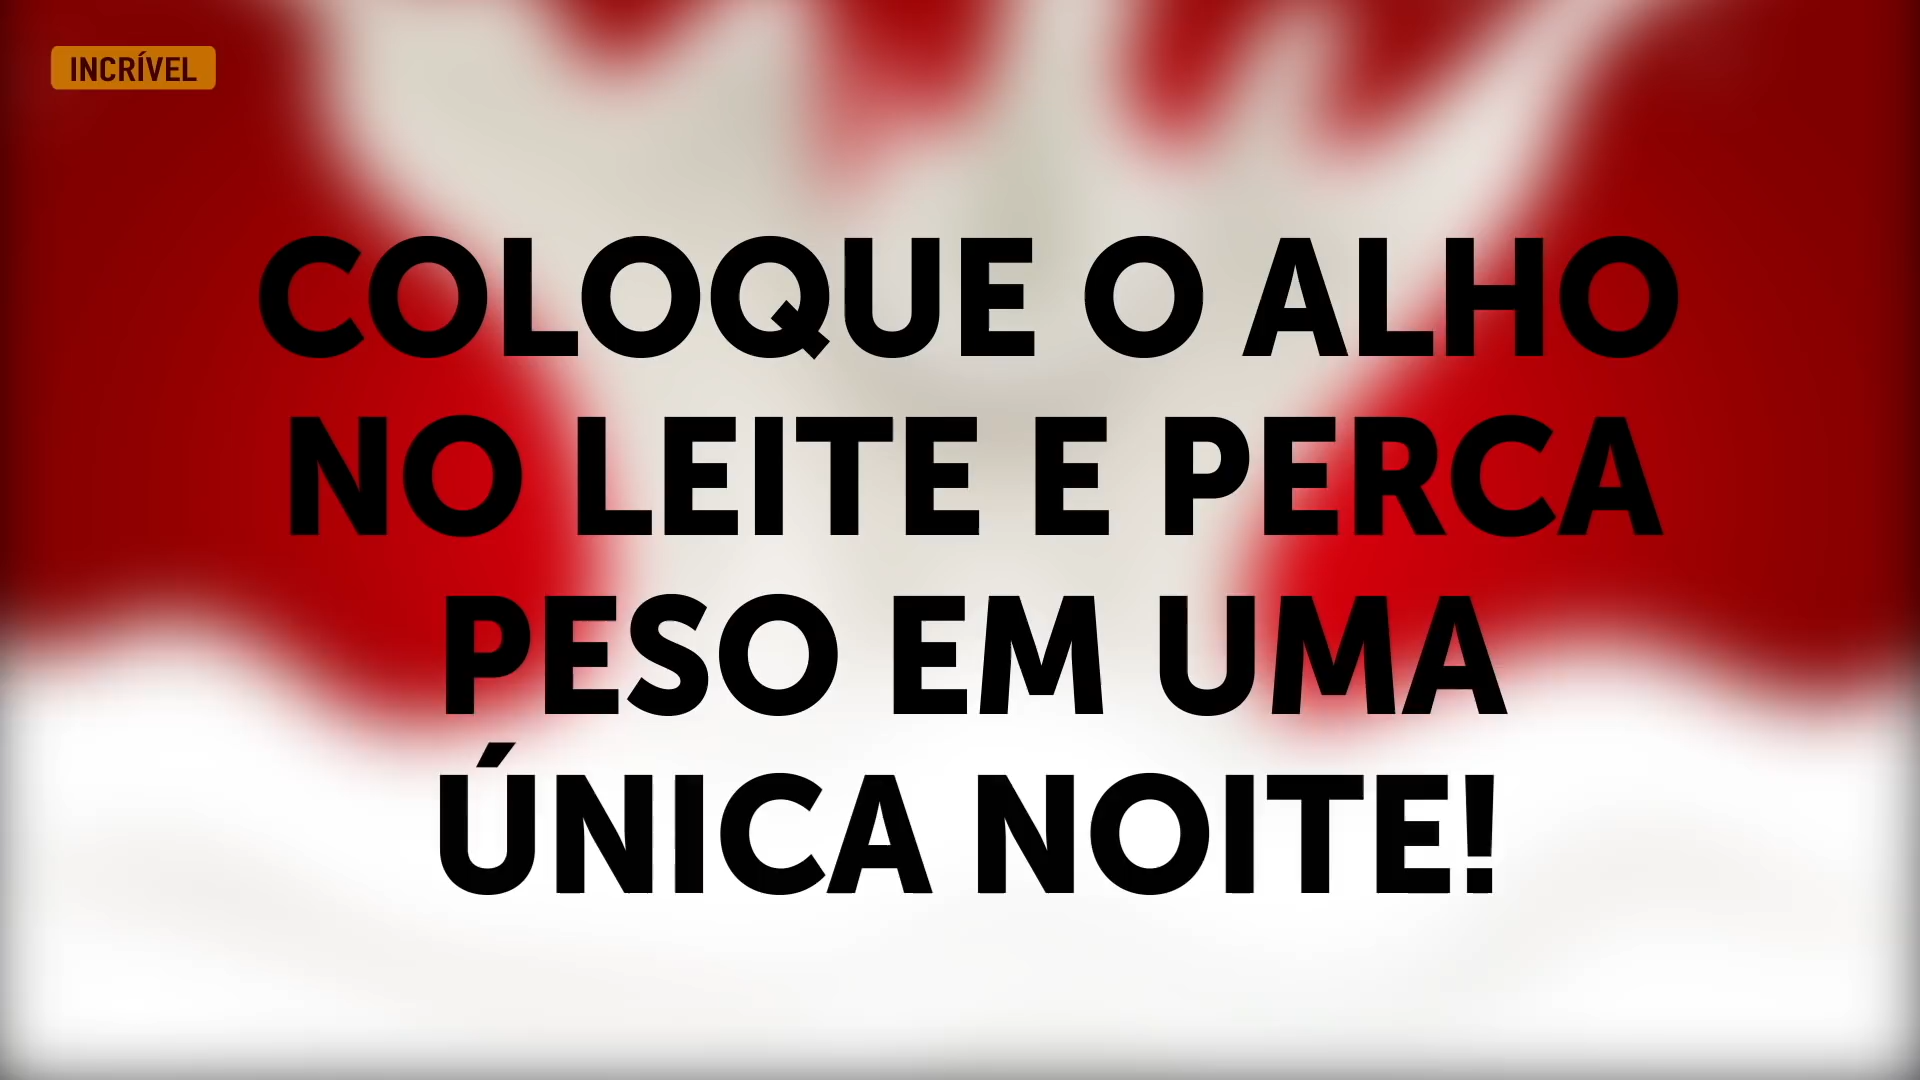 INCRÍVEL
COLOQUE O ALHO
NO LEITE E PERCA
PESO EM UMA
ÚNICA NOITE!